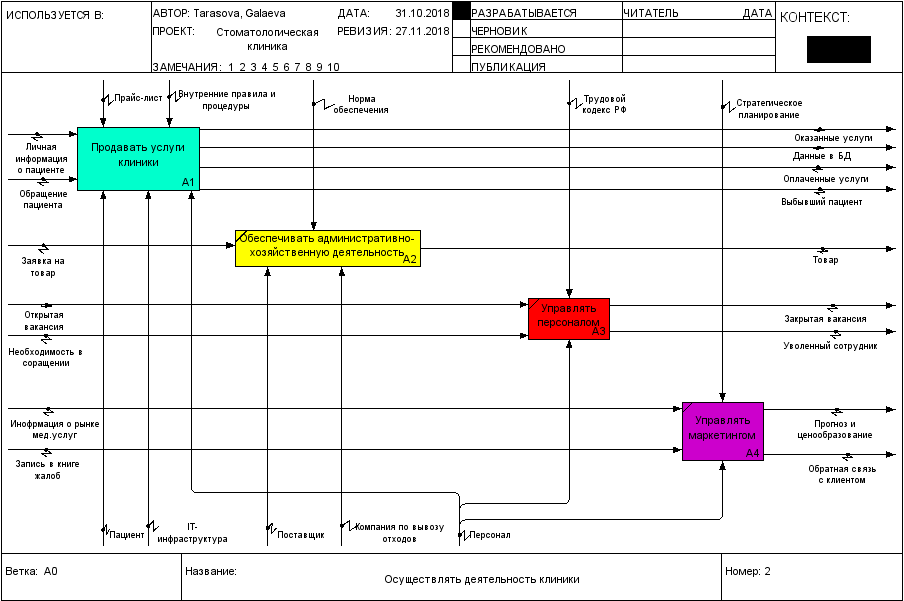 ИСПОЛЬЗУЕТСЯ В:
АВТОР: Tarasova, Galaeva
ДАТА: 31.10.2018
ПРОЕКТ: Стоматологическая
клиника
РЕВИЗИЯ: 27.11.2018
ЗАМЕЧАНИЯ: 1 2 3 4 5 6 7 8 9 10
РАЗРАБАТЫВАЕТСЯ
ЧЕРНОВИК
РЕКОМЕНДОВАНО
ПУБЛИКАЦИЯ
ЧИТАТЕЛЬ
ДАТА
КОНТЕКСТ:
Прайс-лист
Внутренние правила и
процедуры
Норма
обеспечения
Трудовой
кодекс РФ
Стратегическое
планирование
Личная
информация
о пациенте
Обращение
пациента
Продавать услуги
клиники
A1
Оказанные услуги
Данные в БД
Оплаченные услуги
Выбывший пациент
Заявка на
товар
Обеспечивать административно-
хозяйственную деятельность
A2
Товар
Открытая
вакансия
Необходимость в
соращении
Управлять
персоналом
A3
Закрытая вакансия
Уволенный сотрудник
Инофрмация о рынке
мед.услуг
Запись в книге
жалоб
Управлять
маркетингом
A4
Прогноз и
ценообразование
Обратная связь
с клиентом
Пациент
IT-
инфраструктура
Поставщик
Компания по вывозу
отходов
Персонал
Ветка: A0
Название:
Осуществлять деятельность клиники
Номер: 2